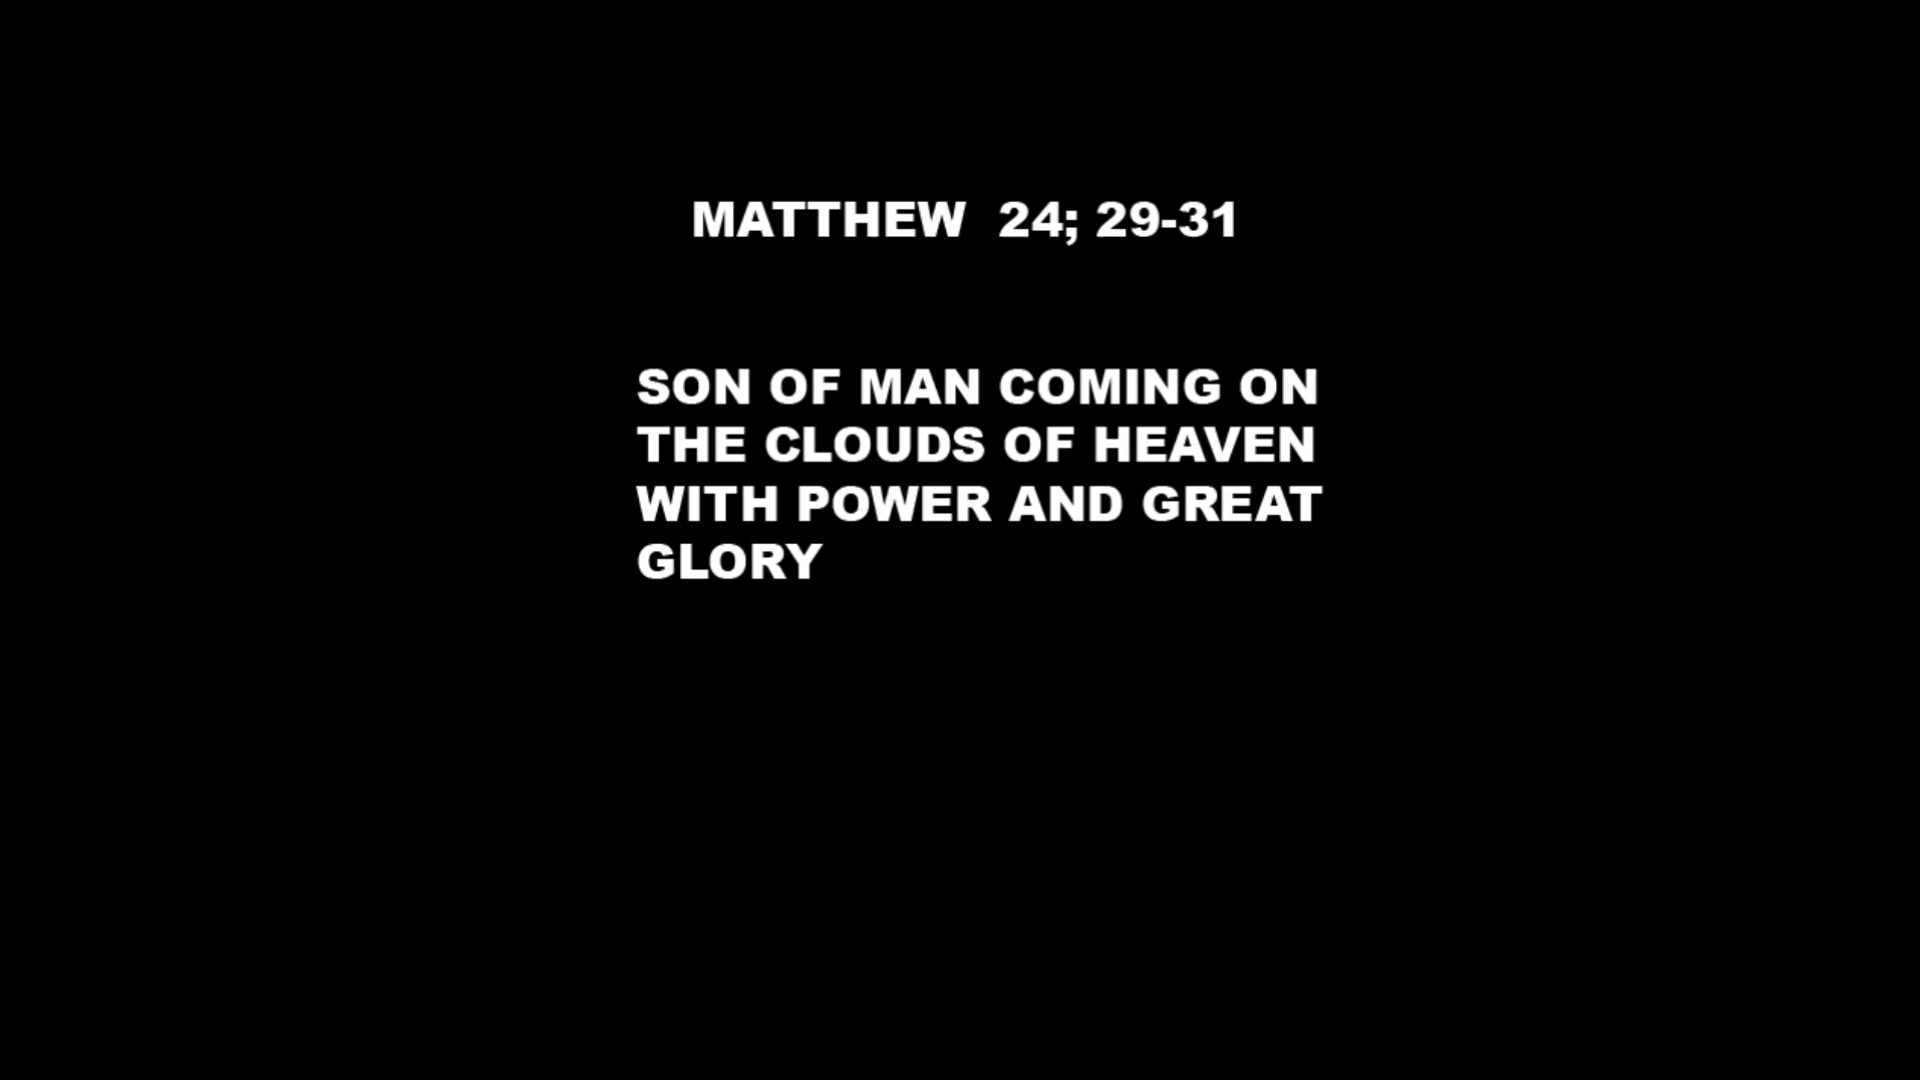 MATTHEW  24; 29-31
SON OF MAN COMING ON
THE CLOUDS OF HEAVEN
WITH POWER AND GREAT
GLORY